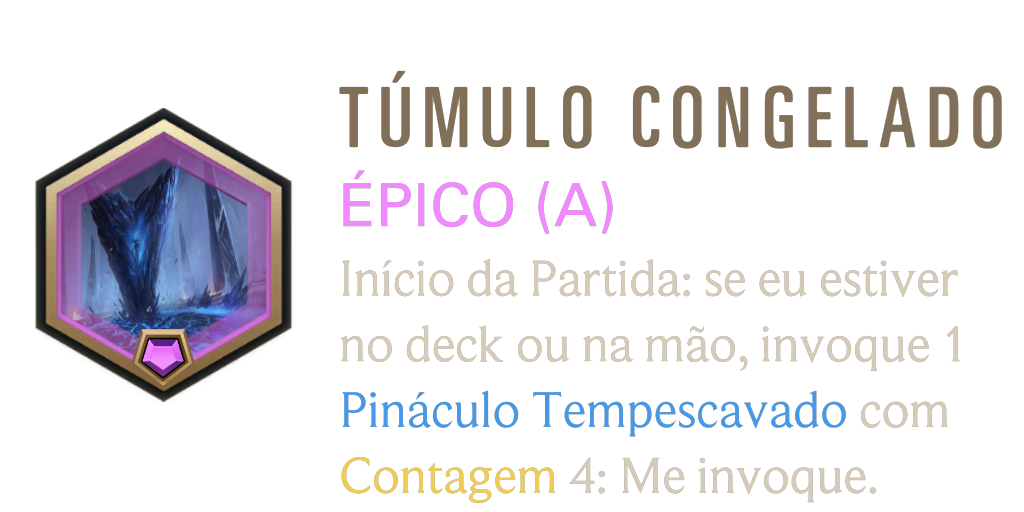 TÚMULO CONGELADO
ÉPICO (A)
Início da Partida: se eu estiver
no deck ou na mão, invoque 1
Pináculo Tempescavado com
Contagem 4: Me invoque.